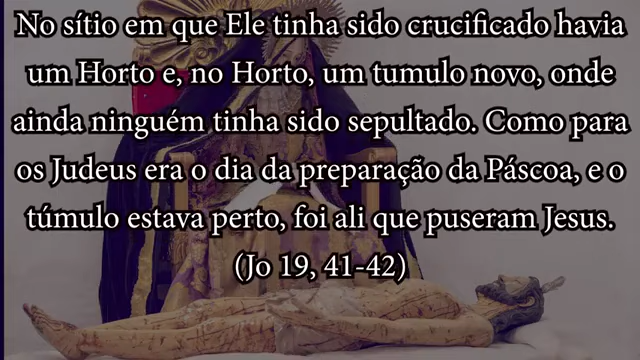 No sítio em que Ele tinha sido crucificado havia
um Horto e, no Horto, um tumulo novo, onde
ainda ninguém tinha sido sepultado. Como para
os Judeus era o dia da preparação da Páscoa, e o
túmulo estava perto, foi ali que puseram Jesus.
(Jo 19, 41-42)